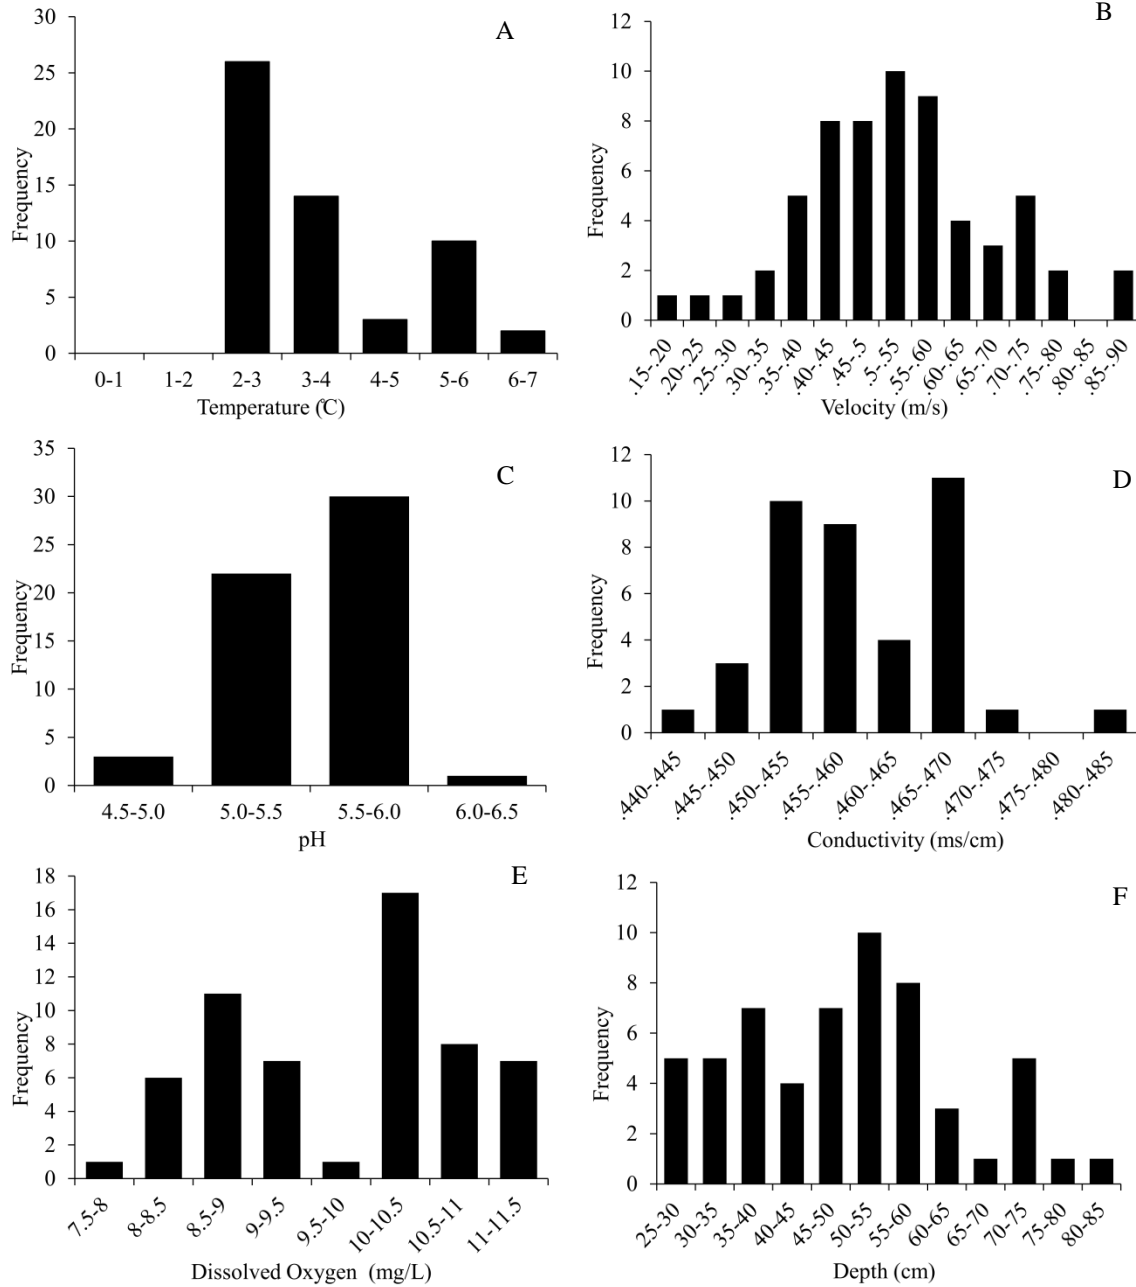 A
Frequency
30
25
20
15
10
5
0
0-1 1-2 2-3 3-4 4-5 5-6 6-7
Temperature (°C)
B
Frequency
12
10
8
6
4
2
0
.15-.20 .20-.25 .25-.30 .30-.35 .35-.40 .40-.45 .45-.5 .5-.55 .55-.60 .60-.65 .65-.70 .70-.75 .75-.80 .80-.85 .85-.90
Velocity (m/s)
C
Frequency
35
30
25
20
15
10
5
0
4.5-5.0 5.0-5.5 5.5-6.0 6.0-6.5
pH
D
Frequency
12
10
8
6
4
2
0
.440-.445 .445-.450 .450-.455 .455-.460 .460-.465 .465-.470 .470-.475 .475-.480 .480-.485
Conductivity (ms/cm)
E
Frequency
18
16
14
12
10
8
6
4
2
0
7.5-8 8-8.5 8.5-9 9-9.5 9.5-10 10-10.5 10.5-11 11-11.5
Dissolved Oxygen (mg/L)
F
Frequency
12
10
8
6
4
2
0
25-30 30-35 35-40 40-45 45-50 50-55 55-60 60-65 65-70 70-75 75-80 80-85
Depth (cm)